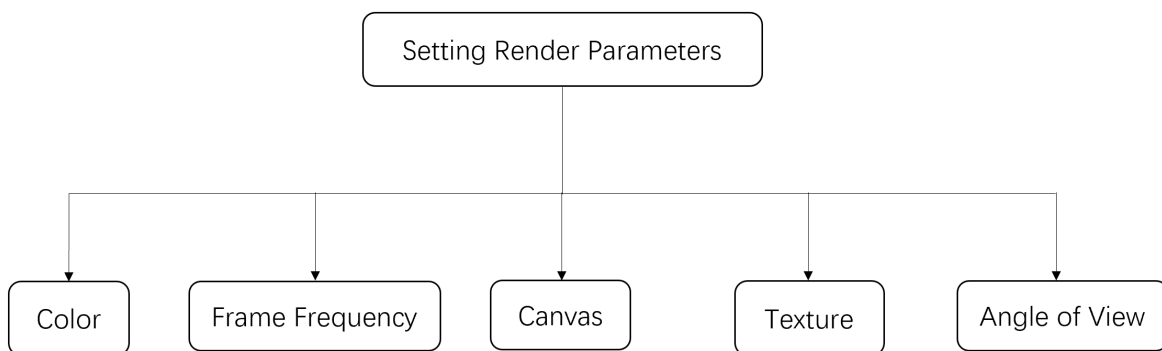 Setting Render Parameters
Color
Frame Frequency
Canvas
Texture
Angle of View